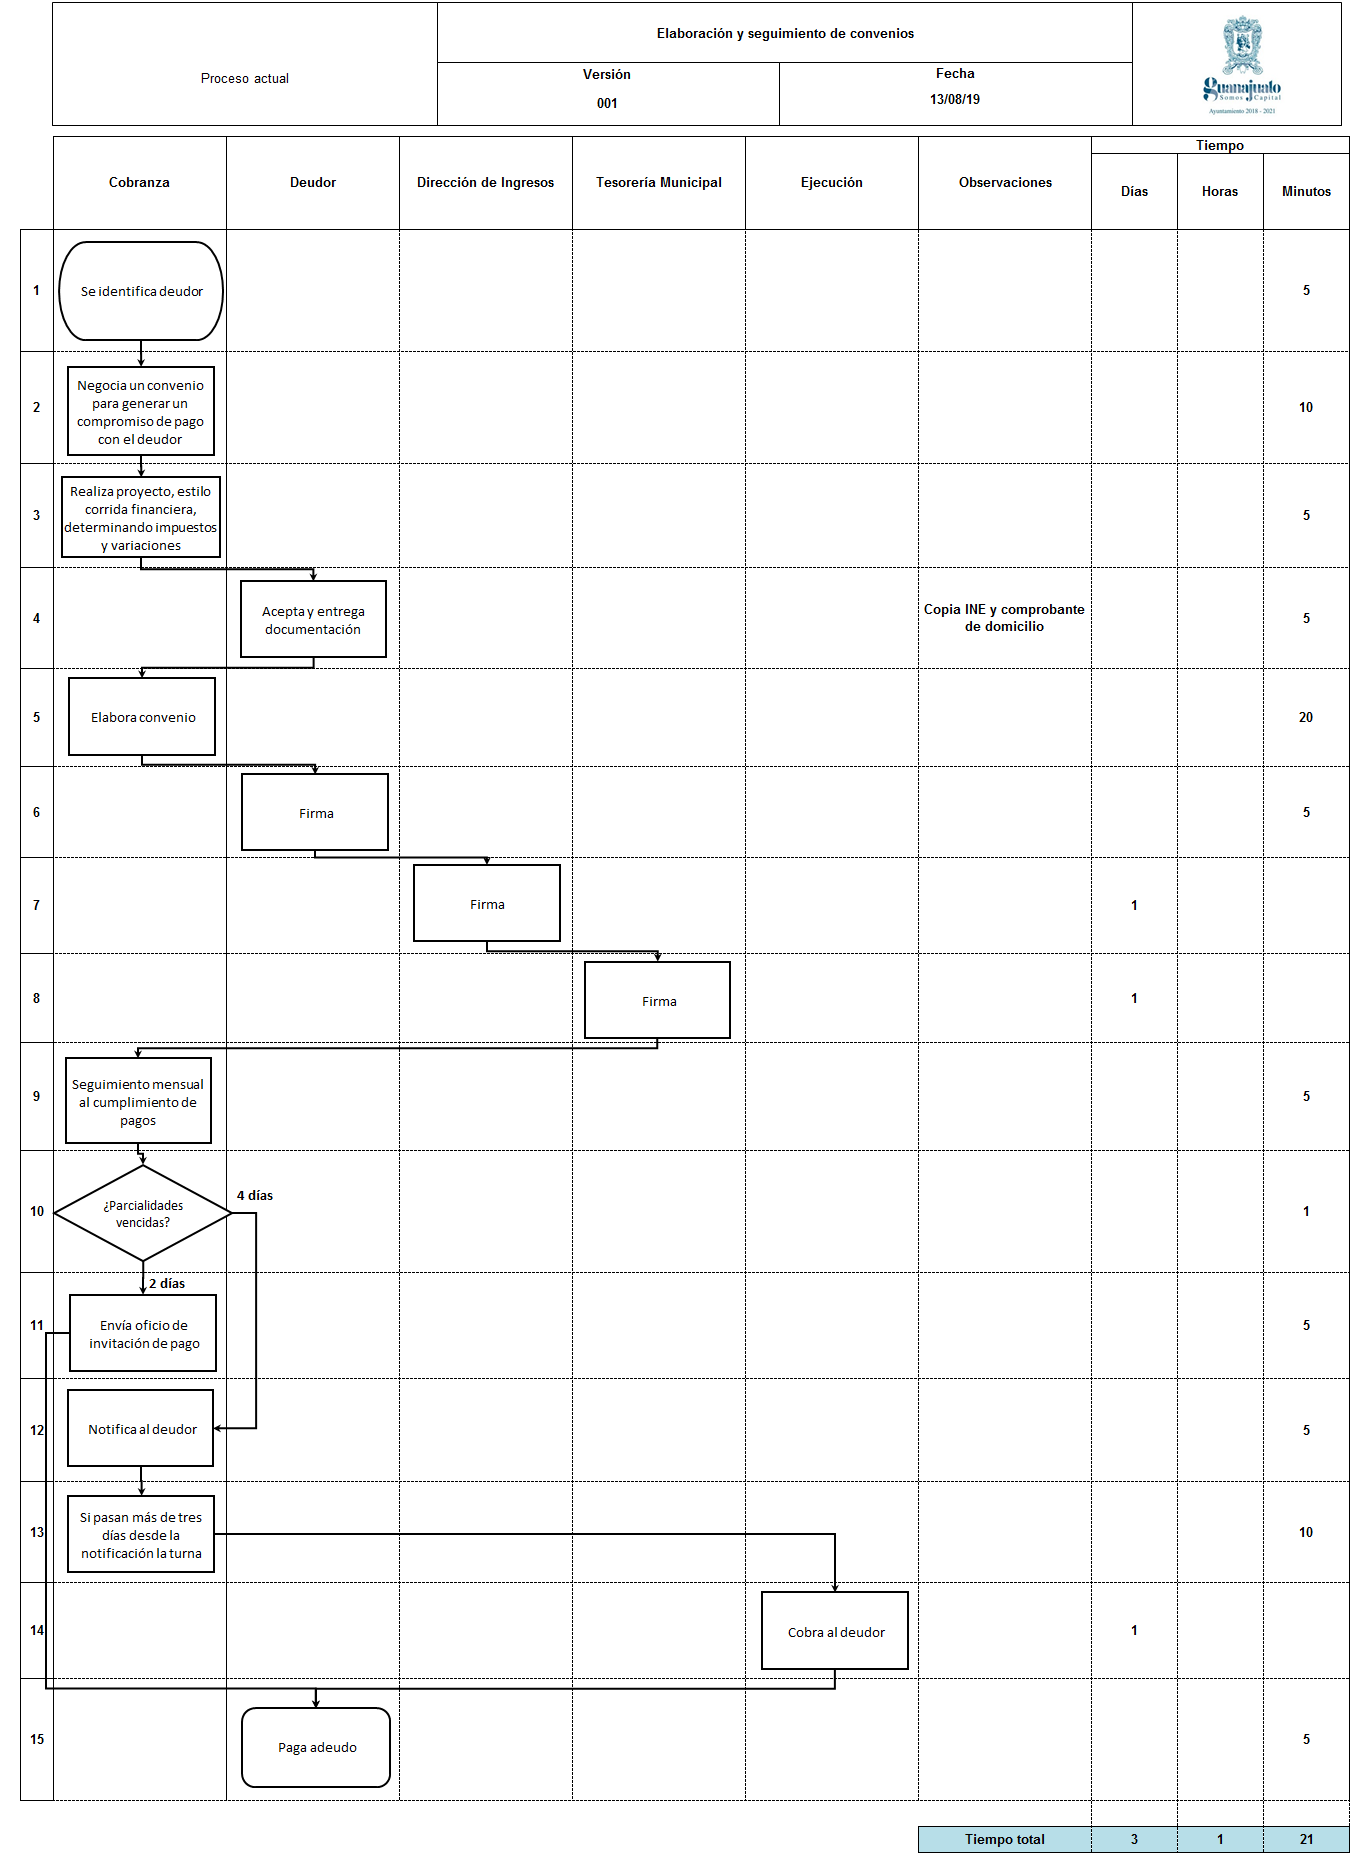 Proceso actual
Elaboración y seguimiento de convenios
Versión
001
Fecha
13/08/19
guanajuato
Somos Capital
Ayuntamiento 2018 - 2021
Cobranza
Deudor
Dirección de Ingresos
Tesorería Municipal
Ejecución
Observaciones
Tiempo
Días
Horas
Minutos
1
Se identifica deudor
5
2
Negocia un convenio
para generar un
compromiso de pago
con el deudor
10
3
Realiza proyecto, estilo
corrida financiera,
determinando impuestos
y variaciones
5
4
Acepta y entrega
documentación
Copia INE y comprobante
de domicilio
5
5
Elabora convenio
20
6
Firma
5
7
Firma
1
8
Firma
1
9
Seguimiento mensual
al cumplimiento de
pagos
5
10
¿Parcialidades
vencidas?
4 días
1
2 días
11
Envía oficio de
invitación de pago
5
12
Notifica al deudor
5
13
Si pasan más de tres
días desde la
notificación la turna
10
14
Cobra al deudor
1
15
Paga adeudo
5
Tiempo total
3
1
21